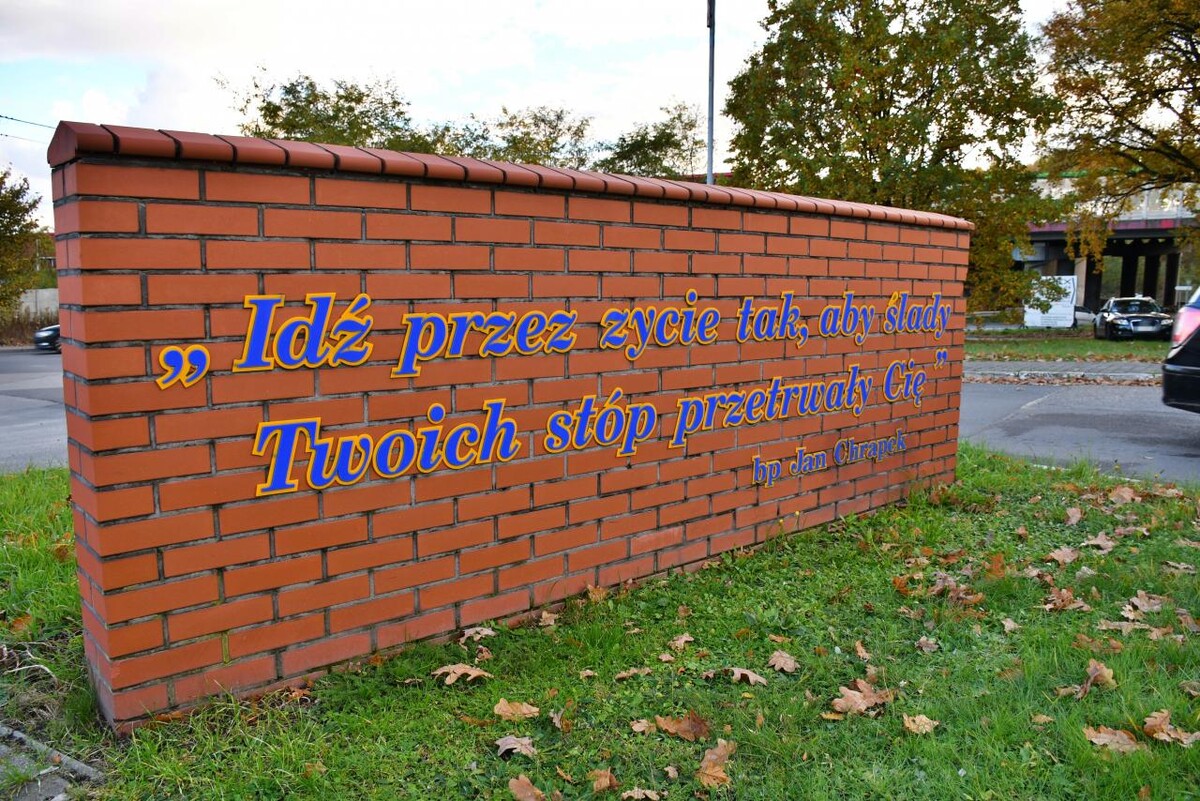 „ Idź przez zycie tak, aby ślady
Twoich stóp przetrwały Cię ”
bp Jan Chrapek